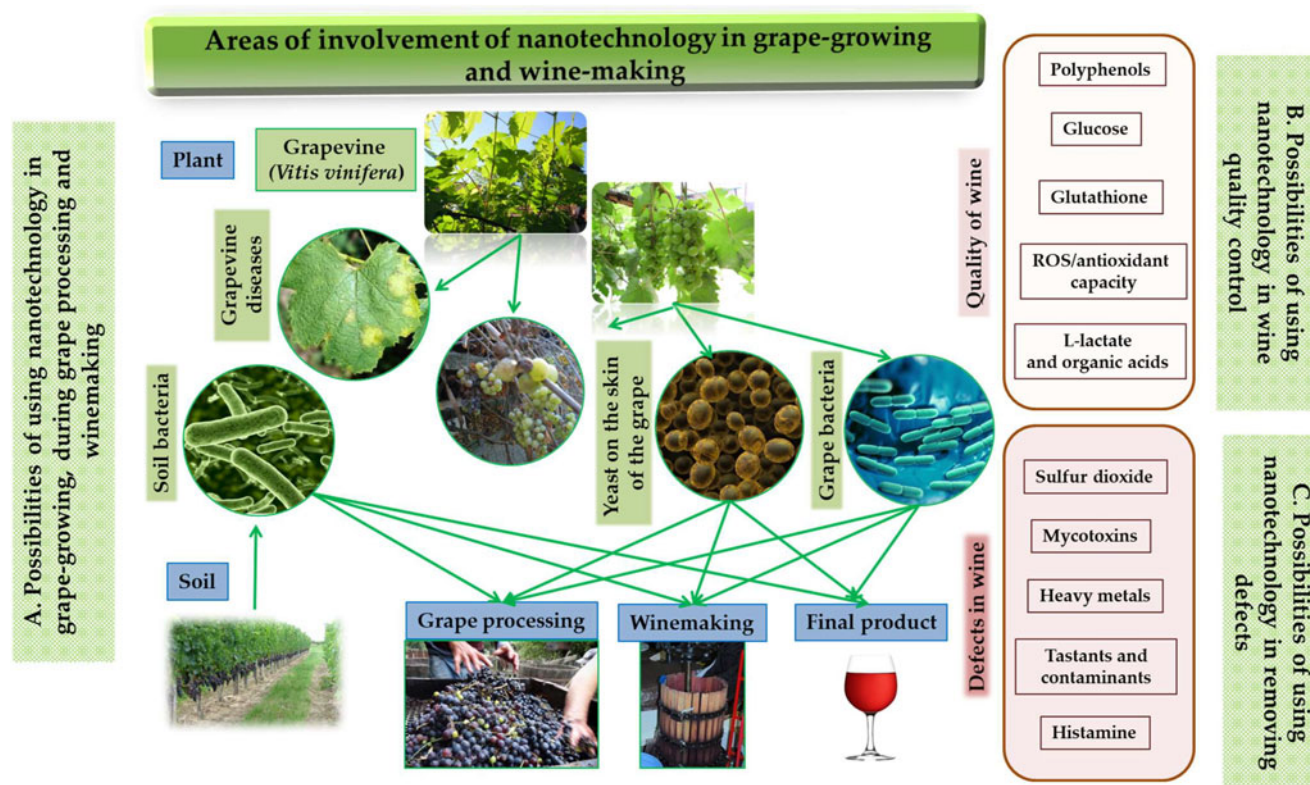 Areas of involvement of nanotechnology in grape-growing
and wine-making
A. Possibilities of using nanotechnology in
grape-growing, during grape processing and
winemaking
Plant
Grapevine
(Vitis vinifera)
Grapevine
diseases
Soil bacteria
Yeast on the skin
of the grape
Grape bacteria
Soil
Grape processing
Winemaking
Final product
Quality of wine
Polyphenols
Glucose
Glutathione
ROS/antioxidant
capacity
L-lactate
and organic acids
B. Possibilities of using
nanotechnology in wine
quality control
Defects in wine
Sulfur dioxide
Mycotoxins
Heavy metals
Tastants and
contaminants
Histamine
C. Possibilities of using
nanotechnology in removing
defects